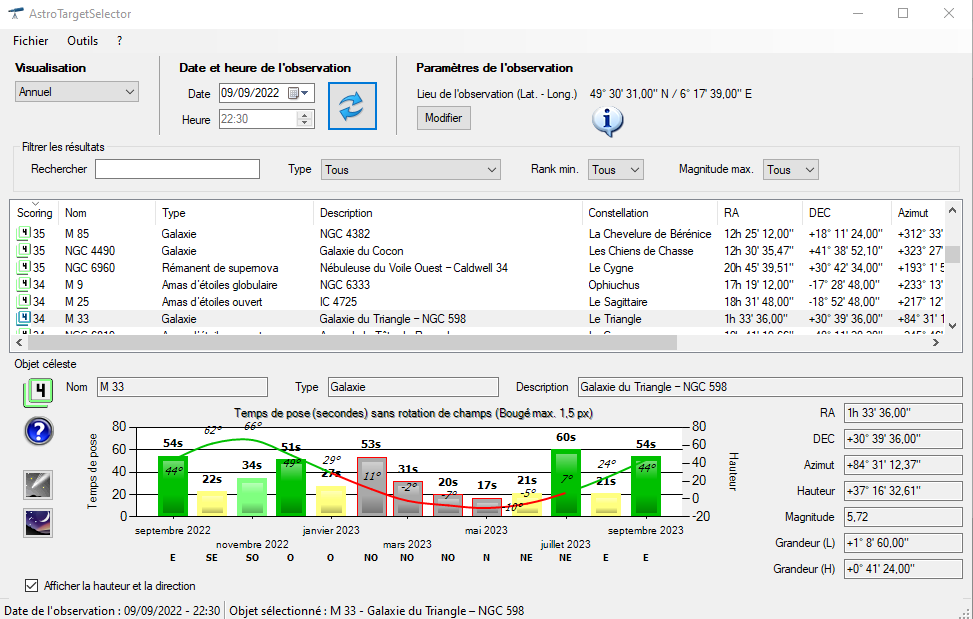 AstroTargetSelector
Fichier Outils ?
Visualisation
Annuel
Date et heure de l'observation
Date 09/09/2022
Heure 22:30
Paramètres de l'observation
Lieu de l'observation (Lat. - Long.) 49° 30' 31,00'' N / 6° 17' 39,00'' E
Modifier
Filtrer les résultats
Rechercher Type Tous Rank min. Tous Magnitude max. Tous
Scoring Nom Type Description Constellation RA DEC Azimut
4 35 M 85 Galaxie NGC 4382 La Chevelure de Bérénice 12h 25' 12,00'' +18° 11' 24,00'' +312° 33'
4 35 NGC 4490 Galaxie Galaxie du Cocon Les Chiens de Chasse 12h 30' 35,47'' +41° 38' 52,10'' +323° 27'
4 35 NGC 6960 Rémanent de supernova Nébuleuse du Voile Ouest – Caldwell 34 Le Cygne 20h 45' 39,51'' +30° 42' 34,00'' +193° 1' 5
4 34 M 9 Amas d'étoiles globulaire NGC 6333 Ophiuchus 17h 19' 12,00'' -17° 28' 48,00'' +233° 13'
4 34 M 25 Amas d'étoiles ouvert IC 4725 Le Sagittaire 18h 31' 48,00'' -18° 52' 48,00'' +217° 12'
4 34 M 33 Galaxie Galaxie du Triangle – NGC 598 Le Triangle 1h 33' 36,00'' +30° 39' 36,00'' +84° 31' 1
Objet céleste
4 Nom M 33 Type Galaxie Description Galaxie du Triangle – NGC 598
Temps de pose (secondes) sans rotation de champs (Bougé max. 1,5 px)
Temps de pose
80
60
40
20
0
54s 22s 34s 51s 27s 53s 31s 20s 17s 21s 60s 21s 54s
44° 62° 66° 49° 29° 11° -2° -7° -10° -5° 7° 24° 44°
80
60
40
20
0
-20
Hauteur
septembre 2022 janvier 2023 mai 2023 septembre 2023
novembre 2022 mars 2023 juillet 2023
E SE SO O O NO NO NO N NE NE E E
RA 1h 33' 36,00''
DEC +30° 39' 36,00''
Azimut +84° 31' 12,37''
Hauteur +37° 16' 32,61''
Magnitude 5,72
Grandeur (L) +1° 8' 60,00''
Grandeur (H) +0° 41' 24,00''
Afficher la hauteur et la direction
Date de l'observation : 09/09/2022 - 22:30 Objet sélectionné : M 33 - Galaxie du Triangle – NGC 598